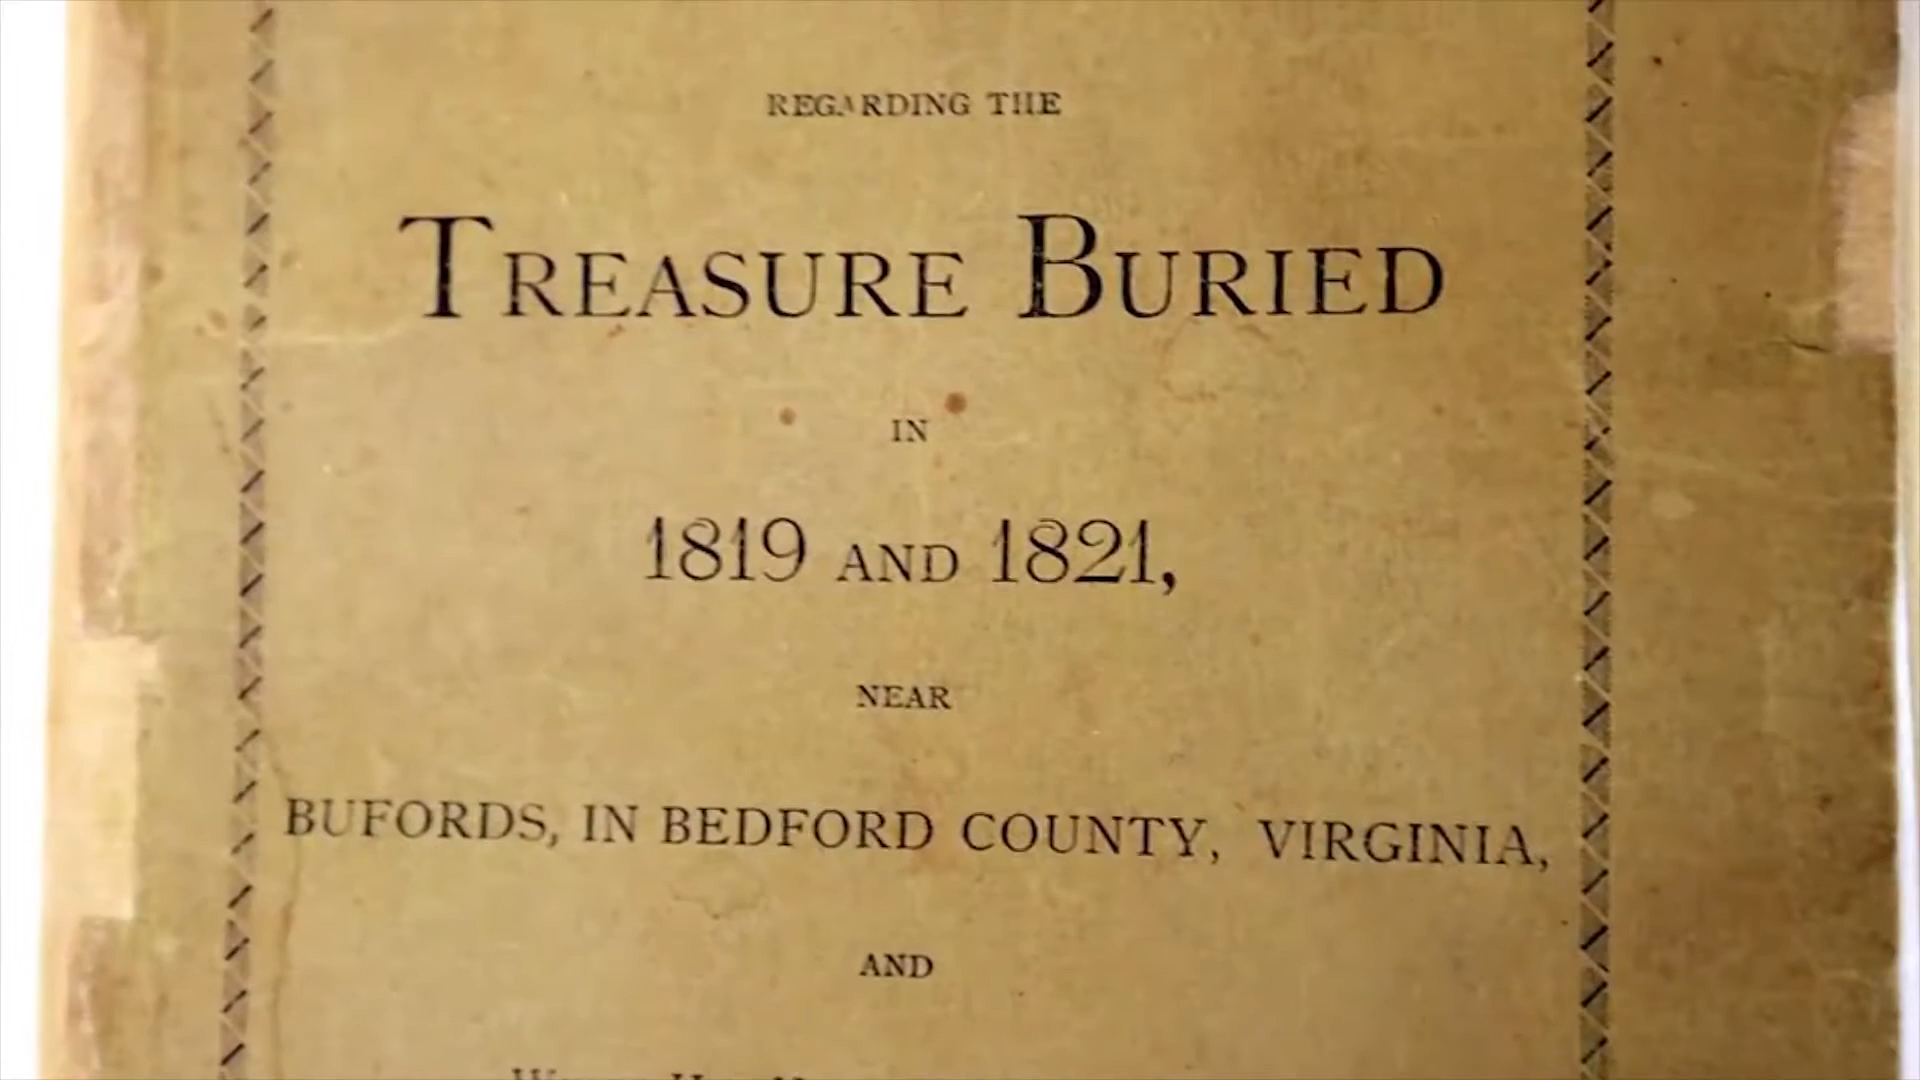 REGARDING THE
TREASURE BURIED
IN
1819 AND 1821,
NEAR
BUFORDS, IN BEDFORD COUNTY, VIRGINIA,
AND